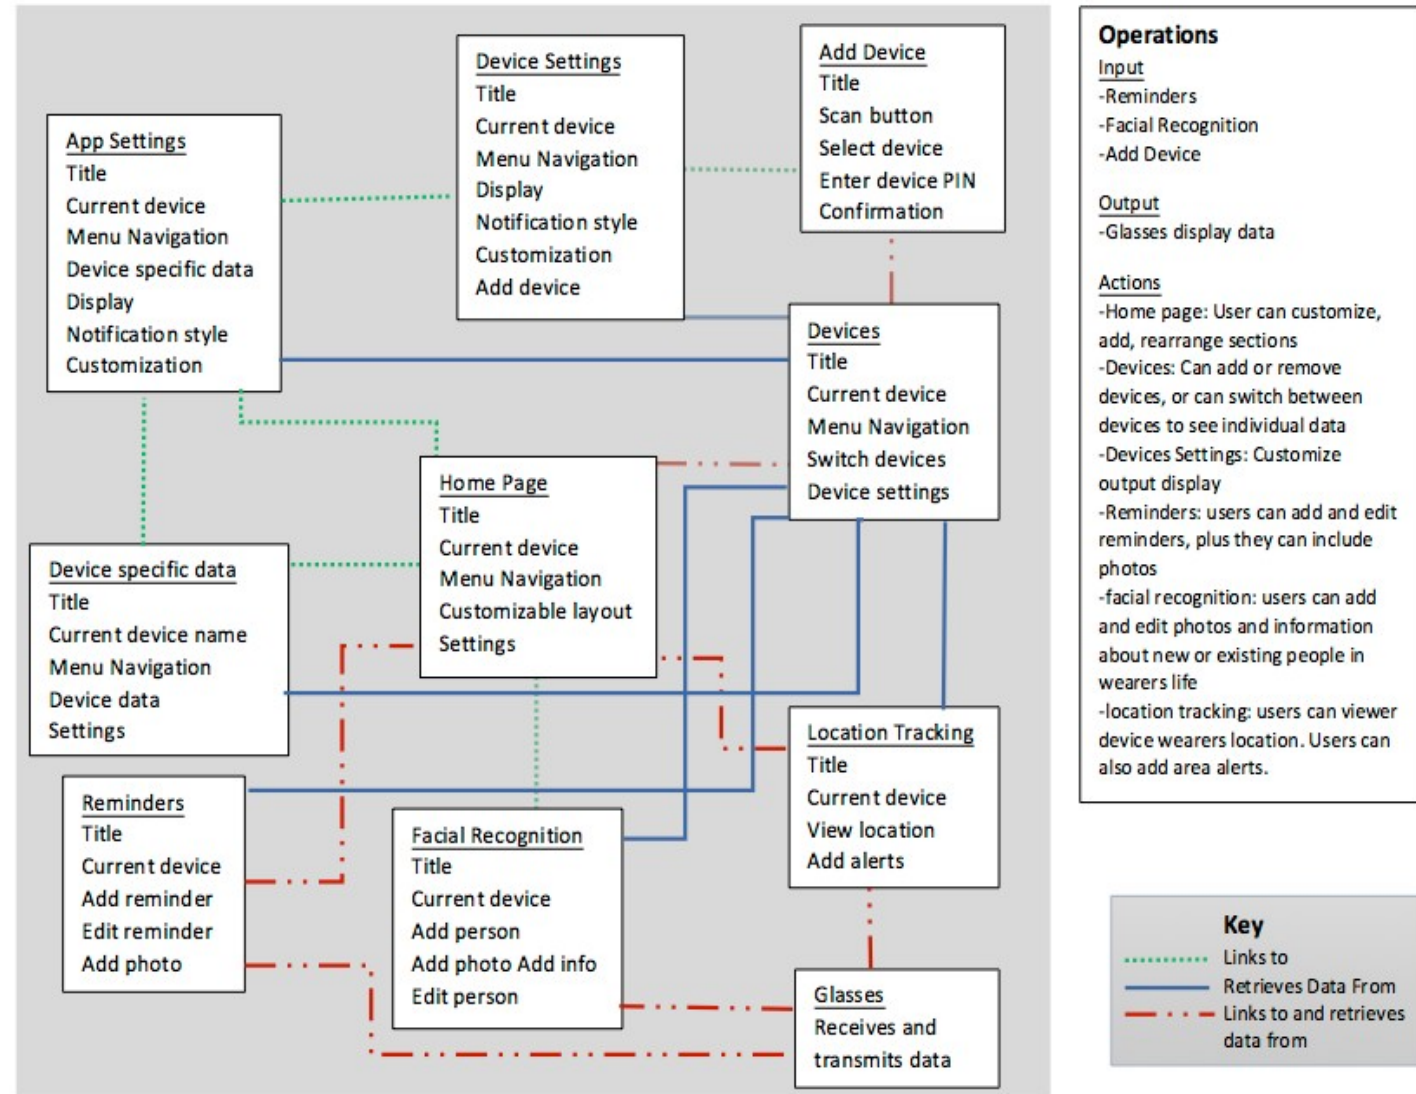 Device Settings
Title
Current device
Menu Navigation
Display
Notification style
Customization
Add device
Add Device
Title
Scan button
Select device
Enter device PIN
Confirmation
App Settings
Title
Current device
Menu Navigation
Device specific data
Display
Notification style
Customization
Devices
Title
Current device
Menu Navigation
Switch devices
Device settings
Home Page
Title
Current device
Menu Navigation
Customizable layout
Settings
Device specific data
Title
Current device name
Menu Navigation
Device data
Settings
Location Tracking
Title
Current device
View location
Add alerts
Reminders
Title
Current device
Add reminder
Edit reminder
Add photo
Facial Recognition
Title
Current device
Add person
Add photo Add info
Edit person
Glasses
Receives and
transmits data
Operations
Input
-Reminders
-Facial Recognition
-Add Device
Output
-Glasses display data
Actions
-Home page: User can customize,
add, rearrange sections
-Devices: Can add or remove
devices, or can switch between
devices to see individual data
-Devices Settings: Customize
output display
-Reminders: users can add and edit
reminders, plus they can include
photos
-facial recognition: users can add
and edit photos and information
about new or existing people in
wearers life
-location tracking: users can viewer
device wearers location. Users can
also add area alerts.
Key
Links to
Retrieves Data From
Links to and retrieves
data from